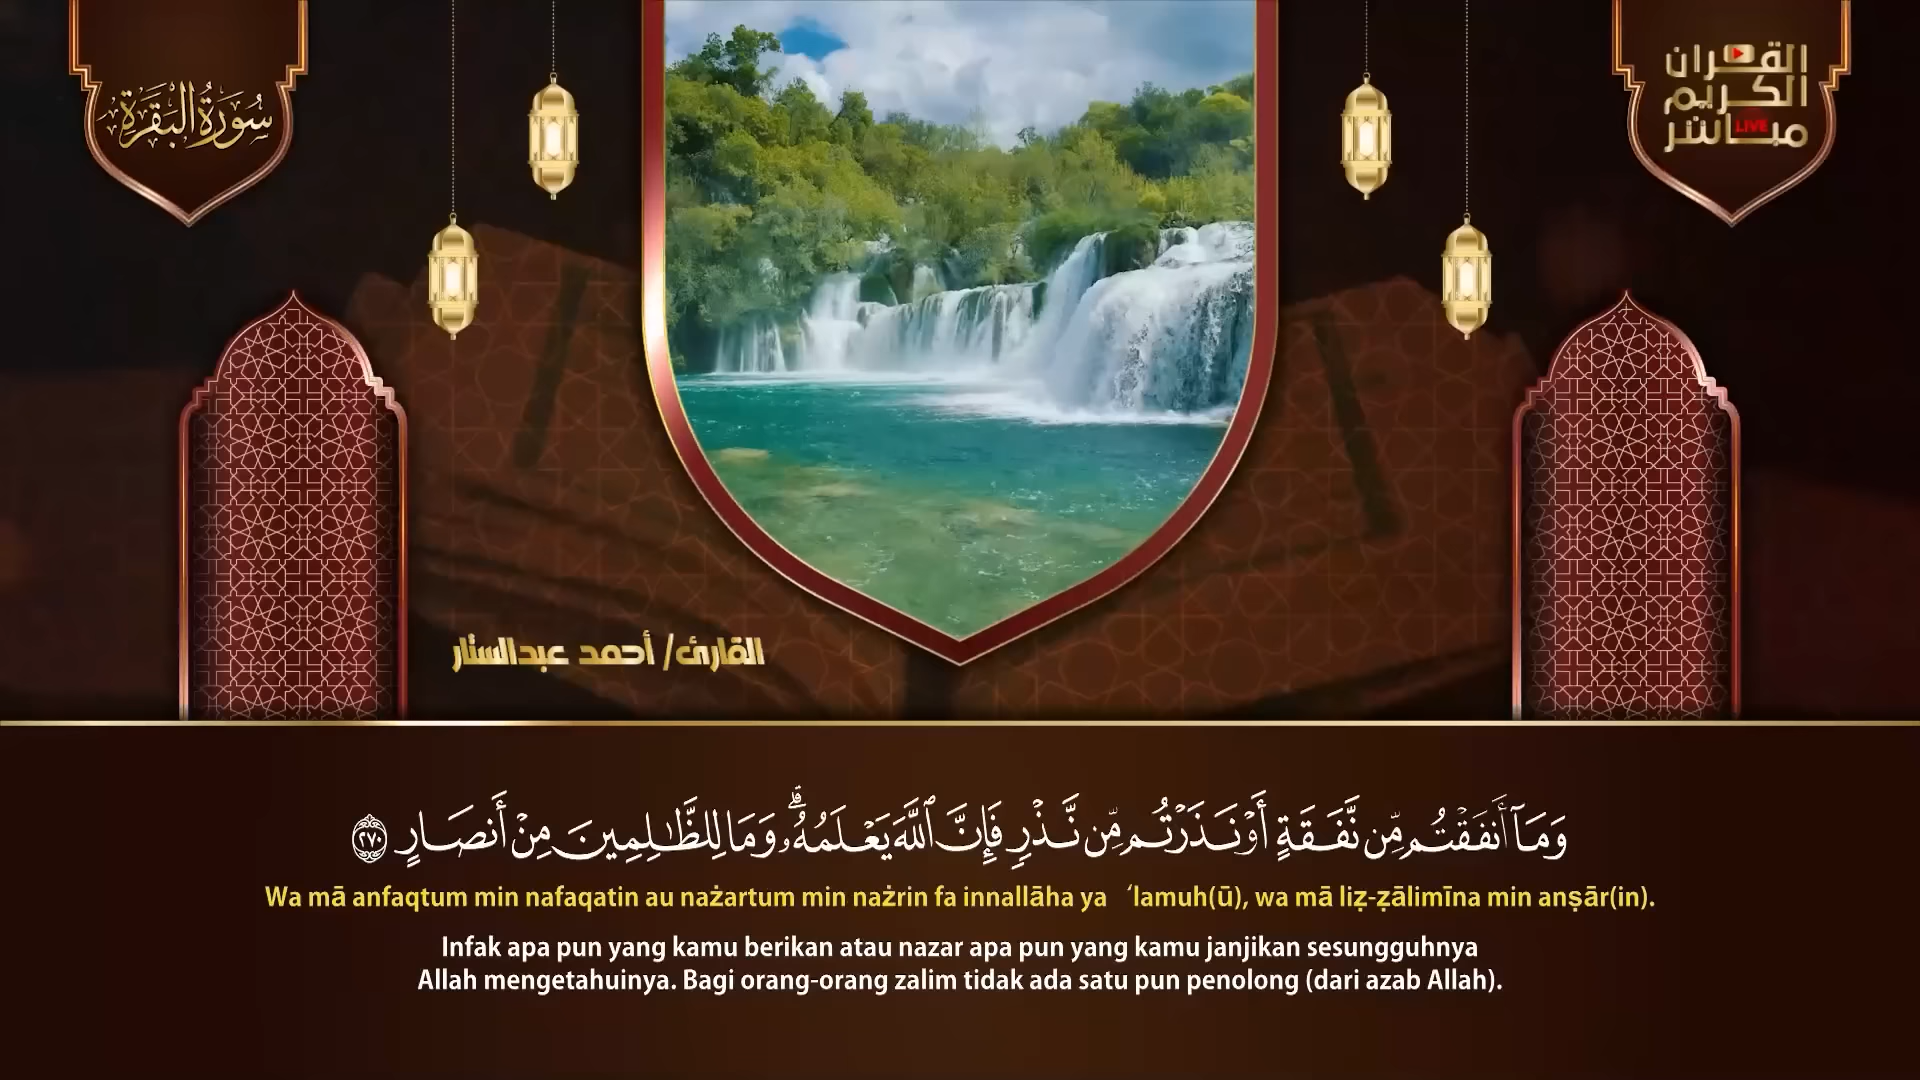 سُورَةُ البَقَرَةِ
القرآن
الكريم
LIVE
مباشر
القارئ/ أحمد عبدالستار
وَمَآ أَنفَقْتُم مِّن نَّفَقَةٍ أَوْ نَذَرْتُم مِّن نَّذْرٍ فَإِنَّ ٱللَّهَ يَعْلَمُهُۥ ۗ وَمَا لِلظَّٰلِمِينَ مِنْ أَنصَارٍ ٢٧٠
Wa mā anfaqtum min nafaqatin au nażartum min nażrin fa innallāha ya ‘lamuh(ū), wa mā liẓ-ẓālimīna min anṣār(in).
Infak apa pun yang kamu berikan atau nazar apa pun yang kamu janjikan sesungguhnya
Allah mengetahuinya. Bagi orang-orang zalim tidak ada satu pun penolong (dari azab Allah).